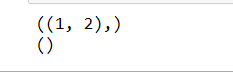 ((1, 2),)
()